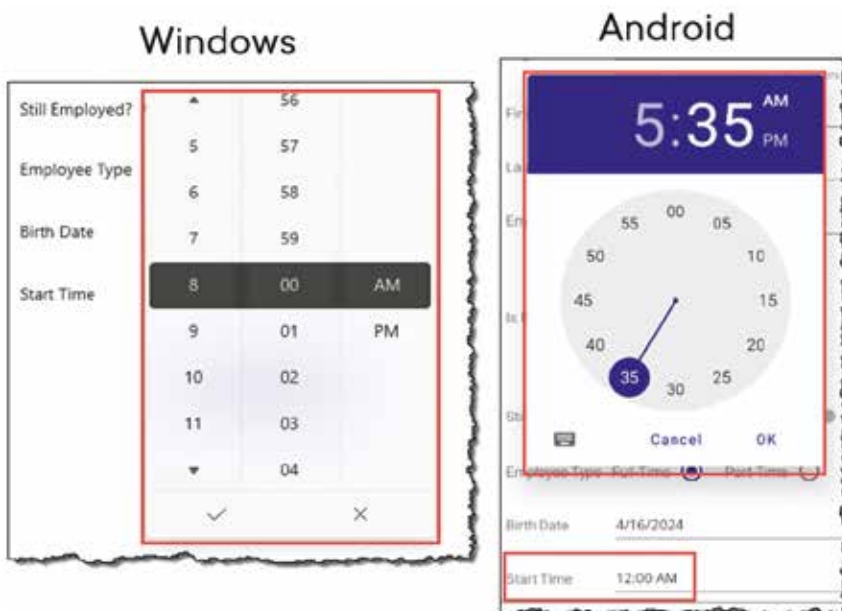 Windows
Still Employed?
Employee Type
Birth Date
Start Time
56
5 57
6 58
7 59
8 00 AM
9 01 PM
10 02
11 03
04
Android
5:35 AM
PM
00
55 05
50 10
45 15
40 20
35 25
30
Cancel OK
Employee Type Full-Time Part Time
Birth Date 4/16/2024
Start Time 12:00 AM